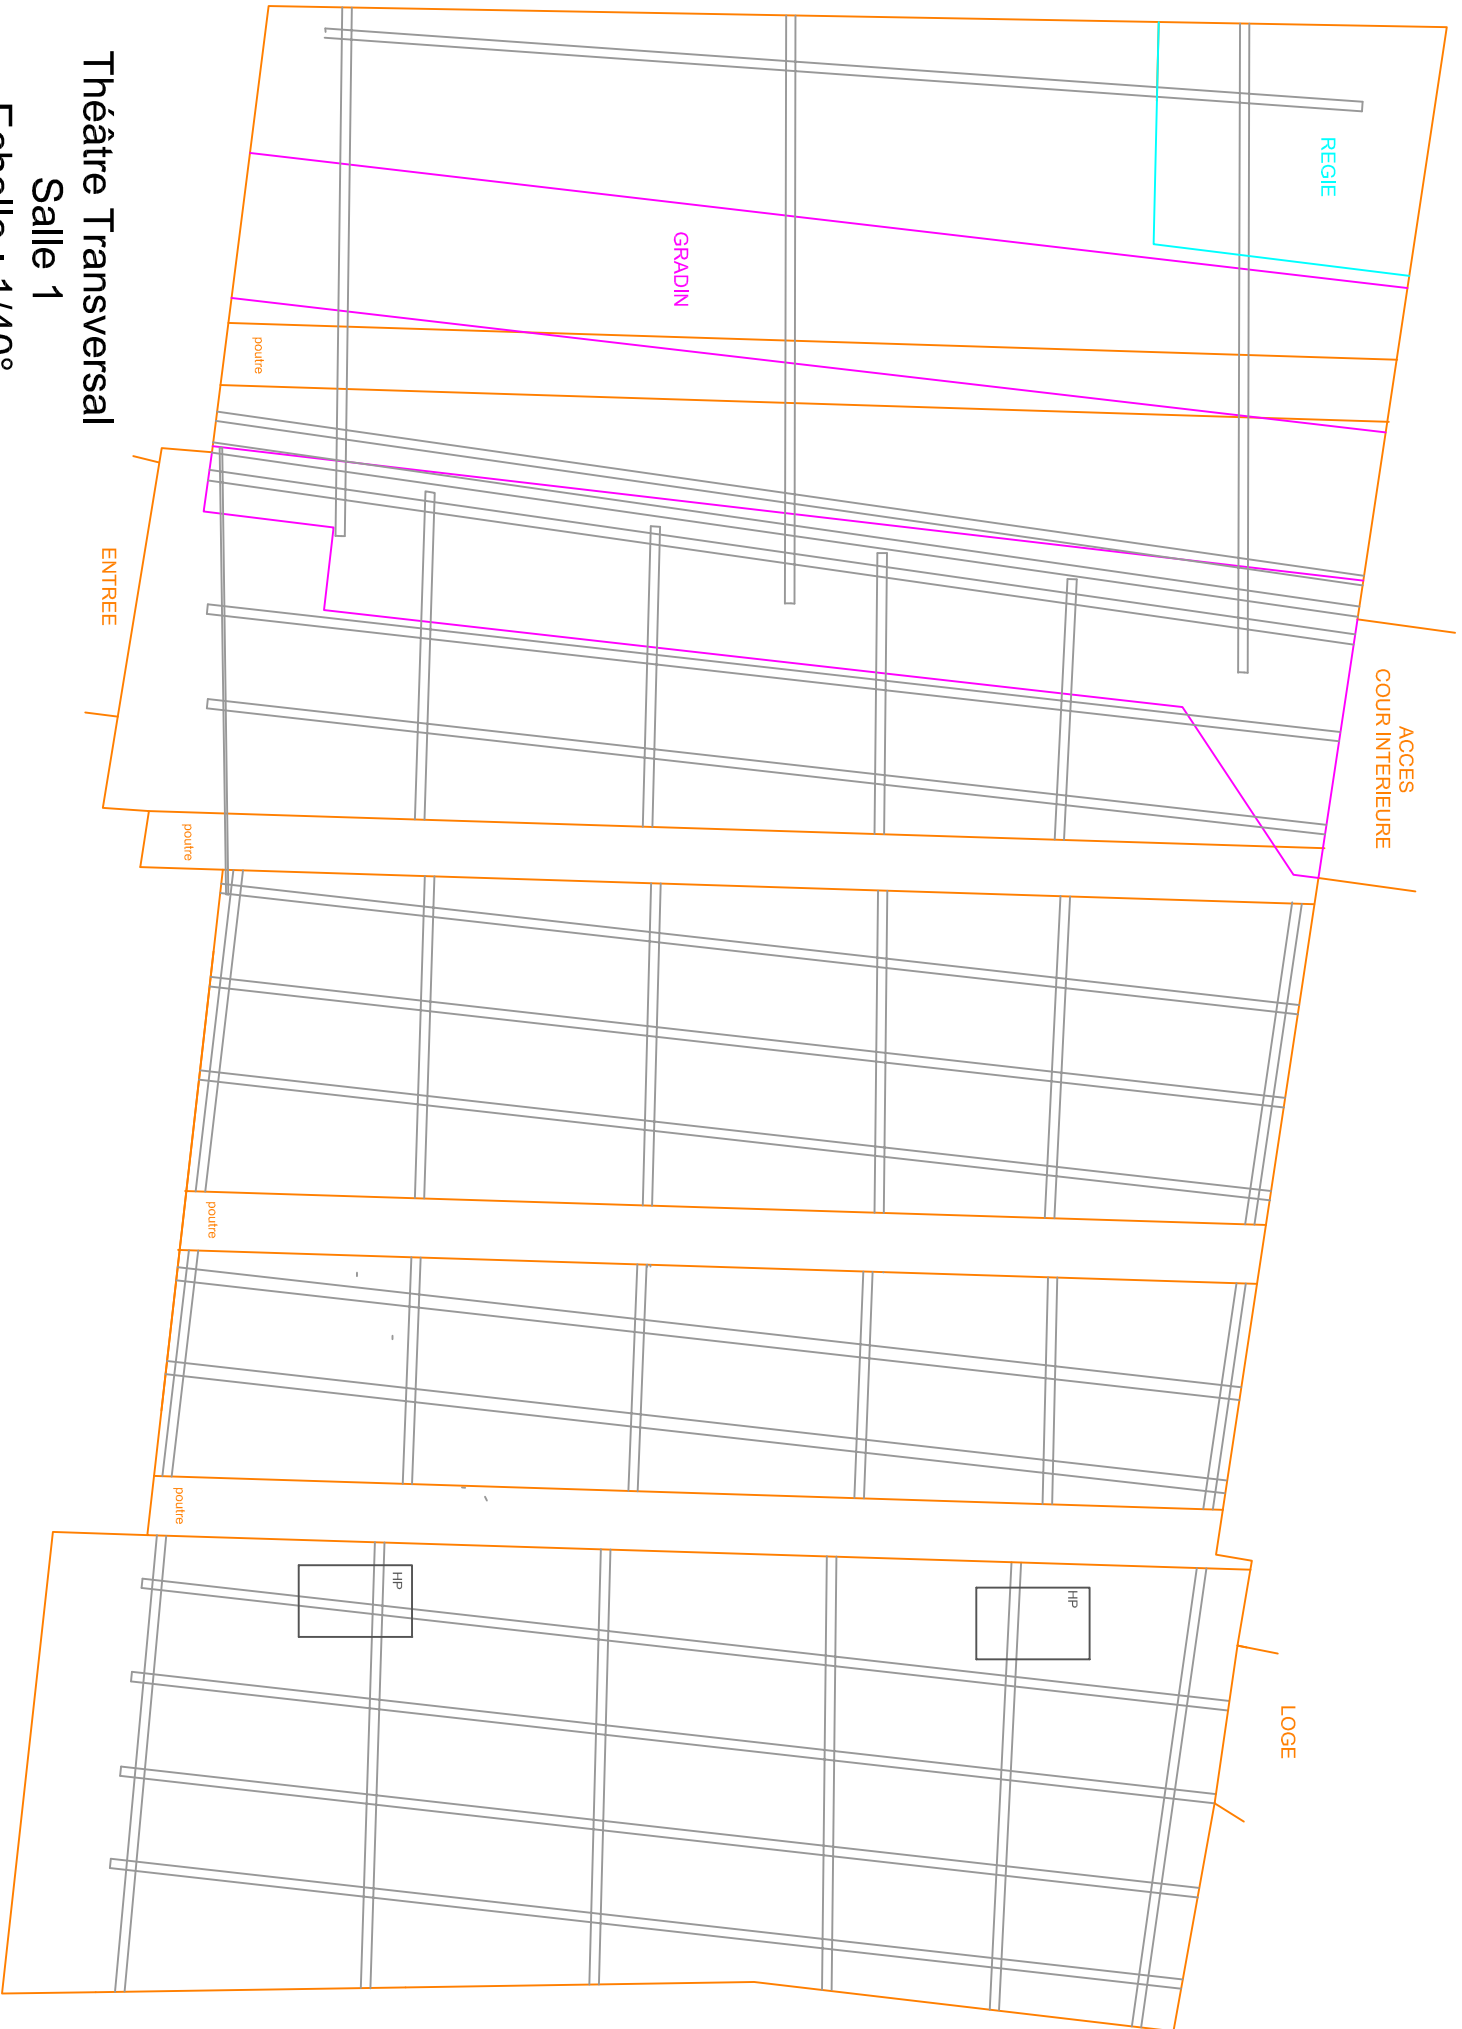 Théâtre Transversal
Salle 1
REGIE
GRADIN
poutre
ENTREE
ACCES
COUR INTERIEURE
poutre
poutre
poutre
HP
HP
LOGE